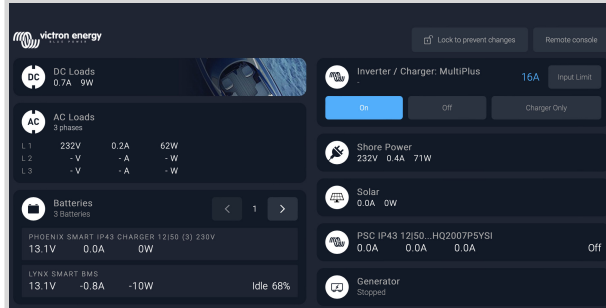 victron energy
BLUE POWER
Lock to prevent changes
Remote console
DC
DC Loads
0.7A 9W
AC
AC Loads
3 phases
L 1 232V 0.2A 62W
L 2 - V - A - W
L 3 - V - A - W
Batteries
3 Batteries
< 1 >
PHOENIX SMART IP43 CHARGER 12|50 (3) 230V
13.1V 0.0A 0W
LYNX SMART BMS
13.1V -0.8A -10W Idle 68%
Inverter / Charger: MultiPlus
-
16A Input Limit
On Off Charger Only
Shore Power
232V 0.4A 71W
Solar
0.0A 0W
PSC IP43 12|50...HQ2007P5YSI
0.0A 0.0A 0.0A Off
Generator
Stopped